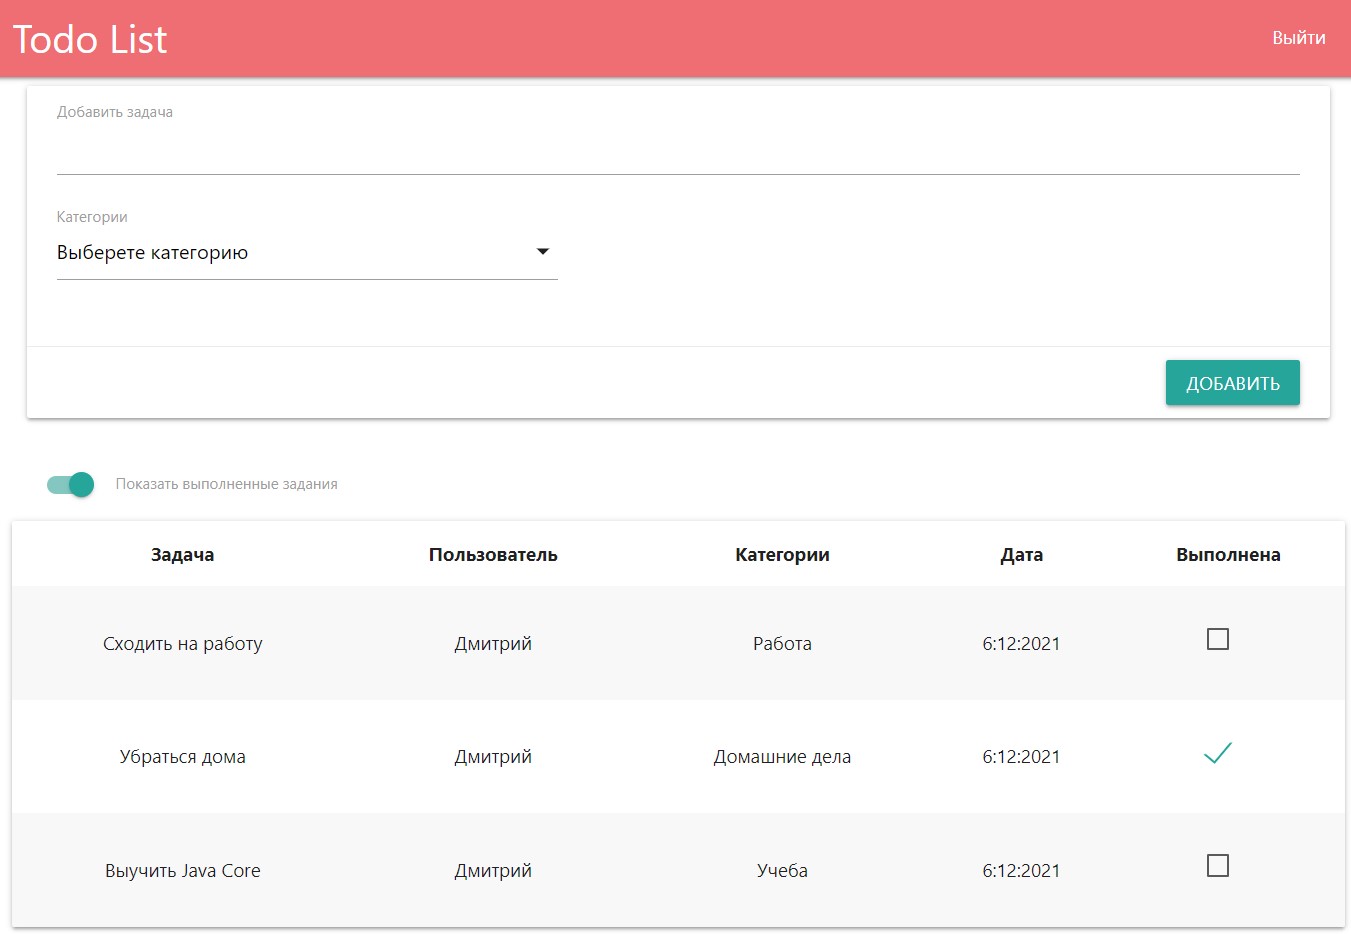 Todo List
Выйти
Добавить задача
Категории
Выберете категорию
ДОБАВИТЬ
Показать выполненные задания
Задача Пользователь Категории Дата Выполнена
Сходить на работу Дмитрий Работа 6:12:2021
Убраться дома Дмитрий Домашние дела 6:12:2021
Выучить Java Core Дмитрий Учеба 6:12:2021